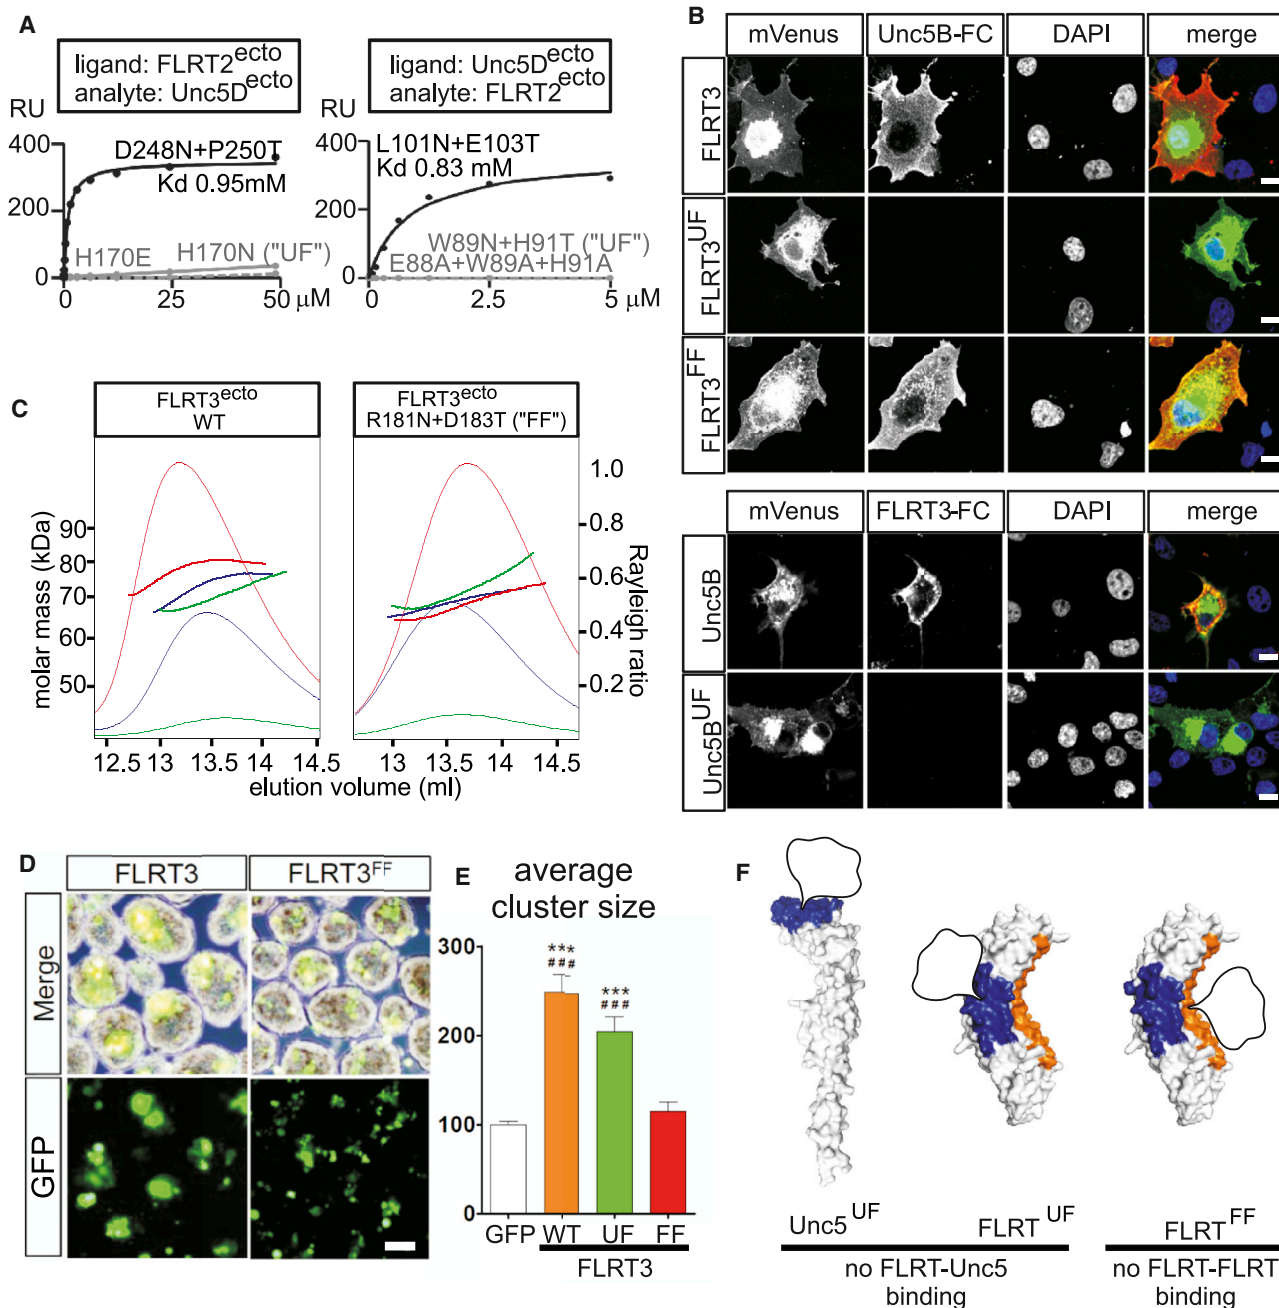 A
ligand: FLRT2ecto
analyte: Unc5Decto
RU
400
200
0
D248N+P250T
Kd 0.95mM
H170E
H170N ("UF")
0
25
50 μM
ligand: Unc5Decto
analyte: FLRT2ecto
RU
400
200
0
L101N+E103T
Kd 0.83 mM
W89N+H91T ("UF")
E88A+W89A+H91A
0
2.5
5 μM
B
mVenus
Unc5B-FC
DAPI
merge
FLRT3
FLRT3UF
FLRT3FF
mVenus
FLRT3-FC
DAPI
merge
Unc5B
Unc5BUF
C
FLRT3ecto
WT
FLRT3ecto
R181N+D183T ("FF")
molar mass (kDa)
90
80
70
60
50
1.0
0.8
0.6
0.4
0.2
Rayleigh ratio
12.5 13 13.5 14 14.5
13 13.5 14 14.5
elution volume (ml)
D
FLRT3
FLRT3FF
Merge
GFP
E
average
cluster size
300
200
100
0
***
###
***
###
GFP WT UF FF
FLRT3
F
Unc5UF
FLRTUF
FLRTFF
no FLRT-Unc5
binding
no FLRT-FLRT
binding